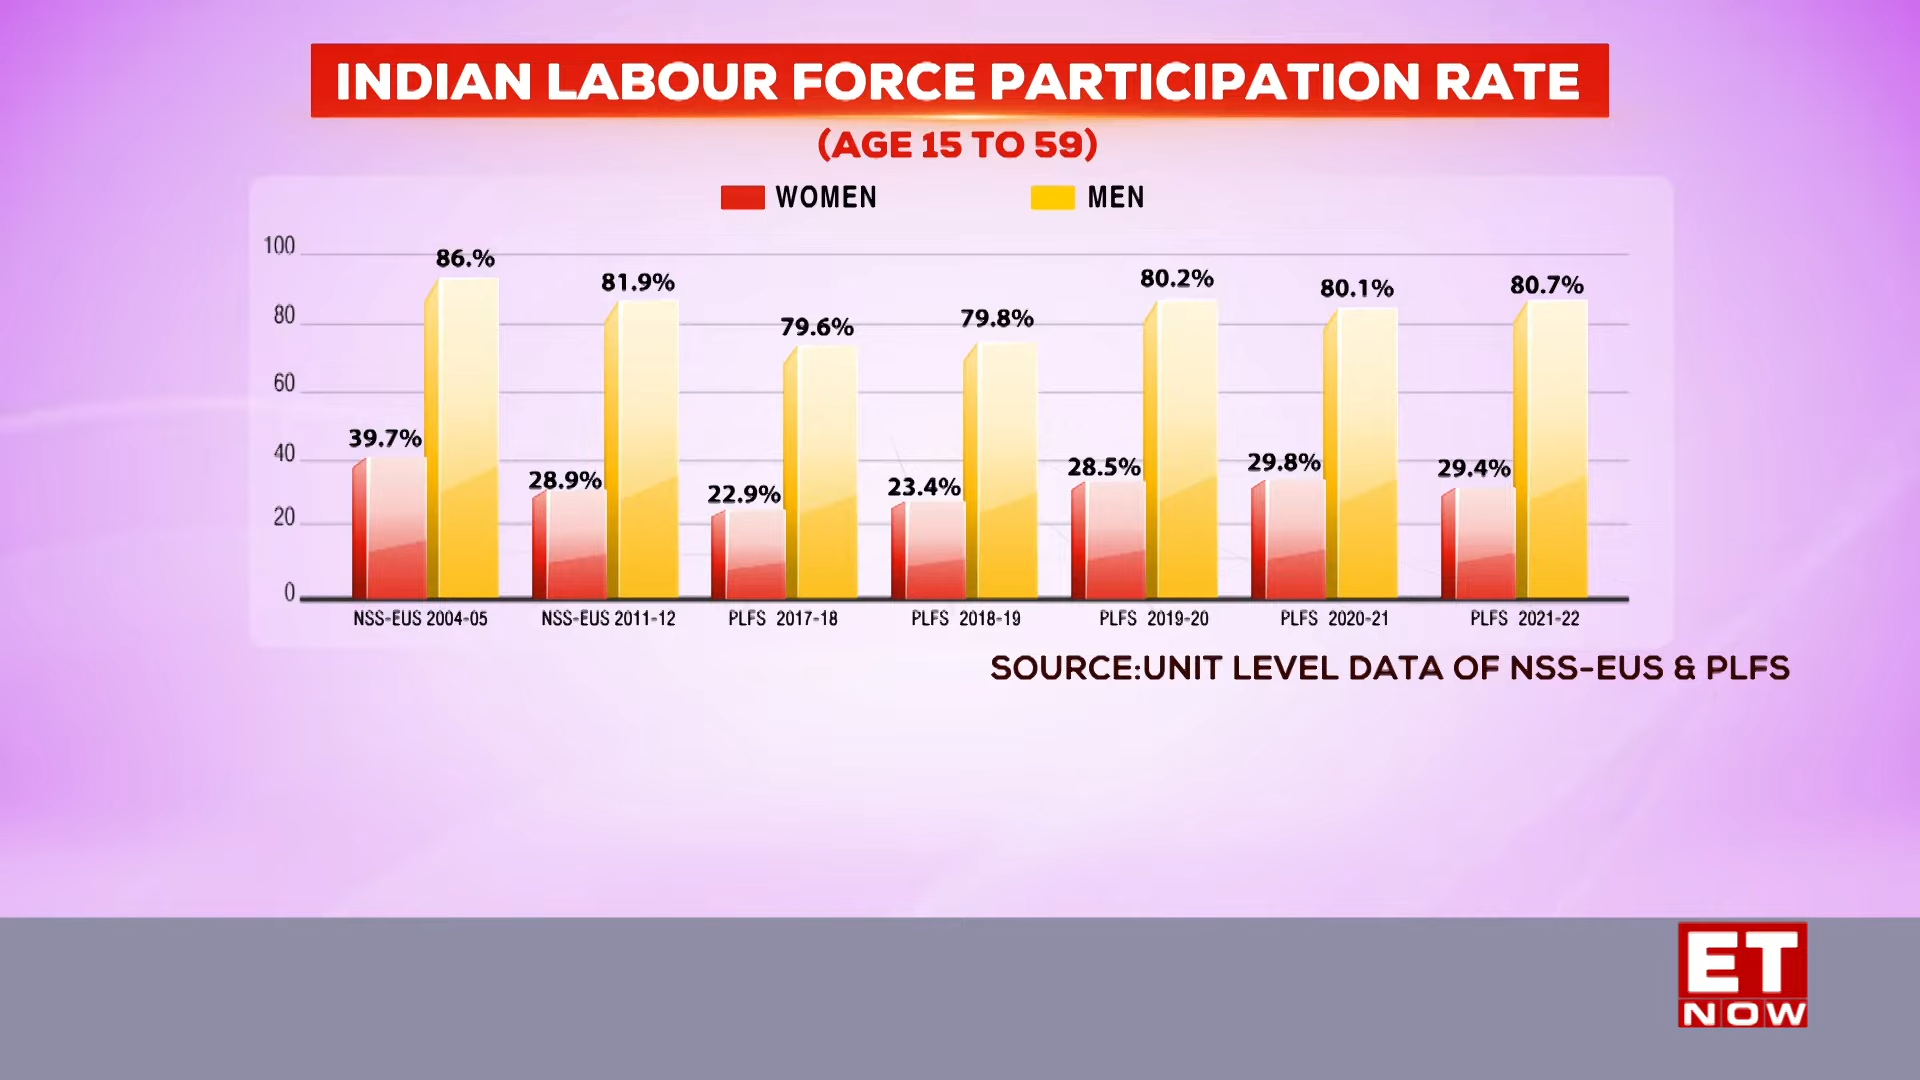 INDIAN LABOUR FORCE PARTICIPATION RATE
(AGE 15 TO 59)
WOMEN MEN
100
80
60
40
20
0
39.7% 86.%
28.9% 81.9%
22.9% 79.6%
23.4% 79.8%
28.5% 80.2%
29.8% 80.1%
29.4% 80.7%
NSS-EUS 2004-05 NSS-EUS 2011-12 PLFS 2017-18 PLFS 2018-19 PLFS 2019-20 PLFS 2020-21 PLFS 2021-22
SOURCE:UNIT LEVEL DATA OF NSS-EUS & PLFS
ET
NOW